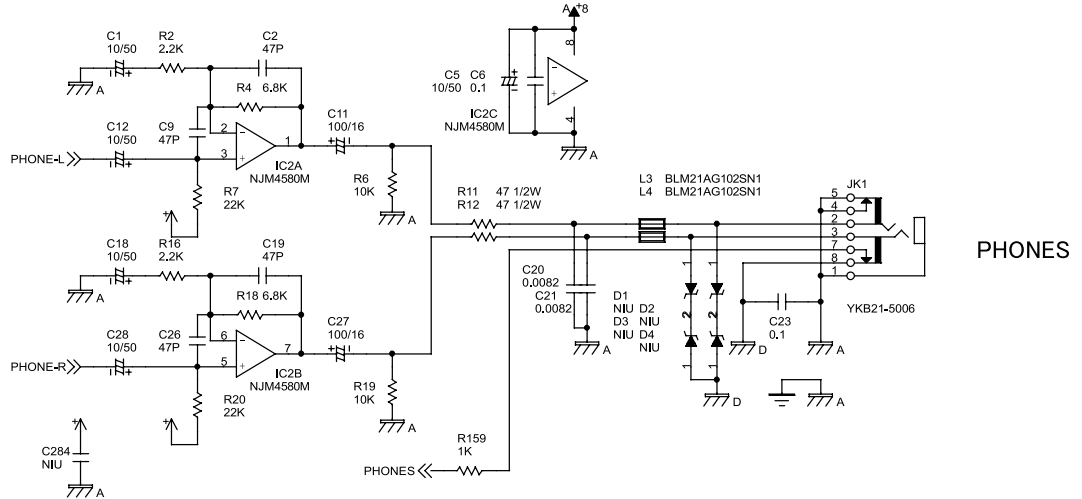 C1
10/50
R2
2.2K
C2
47P
A
R4 6.8K
C12
10/50
C9
47P
2
3
1
−
+
IC2A
NJM4580M
PHONE-L
R7
22K
+
C11
100/16
R6
10K
A
A +8
8
C5 C6
10/50 0.1
−
+
IC2C
NJM4580M
4
A
C18
10/50
R16
2.2K
C19
47P
A
R18 6.8K
C28
10/50
C26
47P
6
5
7
−
+
IC2B
NJM4580M
PHONE-R
R20
22K
+
C27
100/16
R19
10K
A
+
C284
NIU
A
R11 47 1/2W
R12 47 1/2W
L3 BLM21AG102SN1
L4 BLM21AG102SN1
JK1
5
4
2
3
7
8
1
YKB21-5006
PHONES
C20
0.0082
C21
0.0082
A
D1
NIU D2
D3 NIU
NIU D4
NIU
1 1
2 2
1 1
D
D
C23
0.1
A
A
R159
1K
PHONES